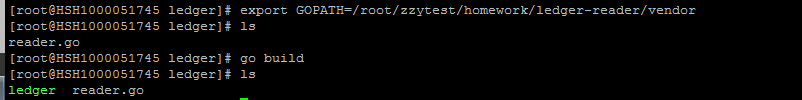 [root@HSH1000051745 ledger]# export GOPATH=/root/zzytest/homework/ledger-reader/vendor
[root@HSH1000051745 ledger]# ls
reader.go
[root@HSH1000051745 ledger]# go build
[root@HSH1000051745 ledger]# ls
ledger  reader.go